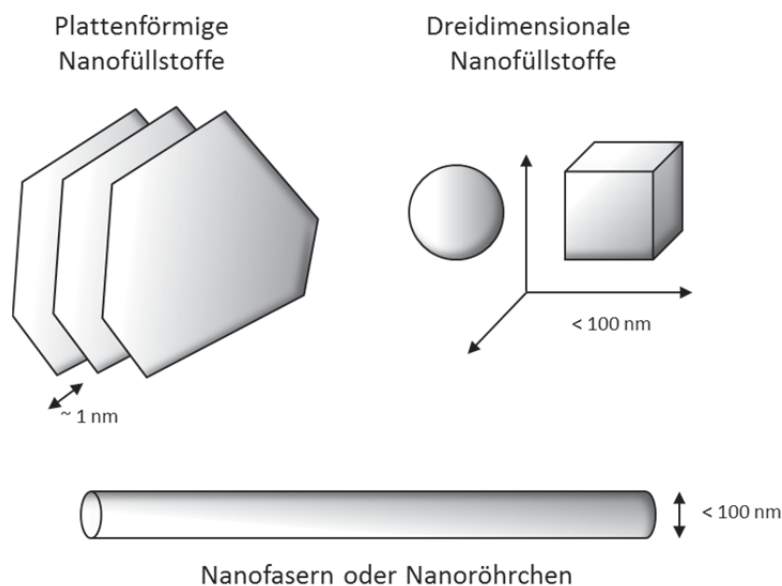 Plattenförmige
Nanofüllstoffe
Dreidimensionale
Nanofüllstoffe
< 100 nm
~ 1 nm
< 100 nm
Nanofasern oder Nanoröhrchen